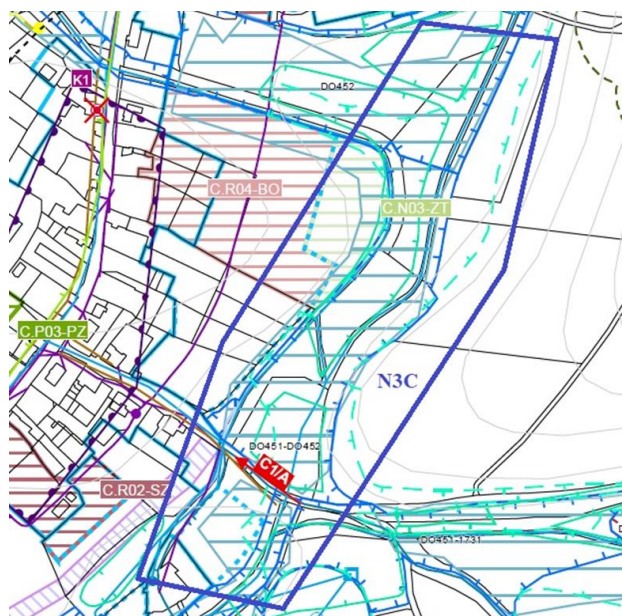 K1
DO452
C.R04-BO
C.N03-ZT
C.P03-PZ
N3C
DO451-DO452
C1/A
C.R02-SZ
DO451-1731